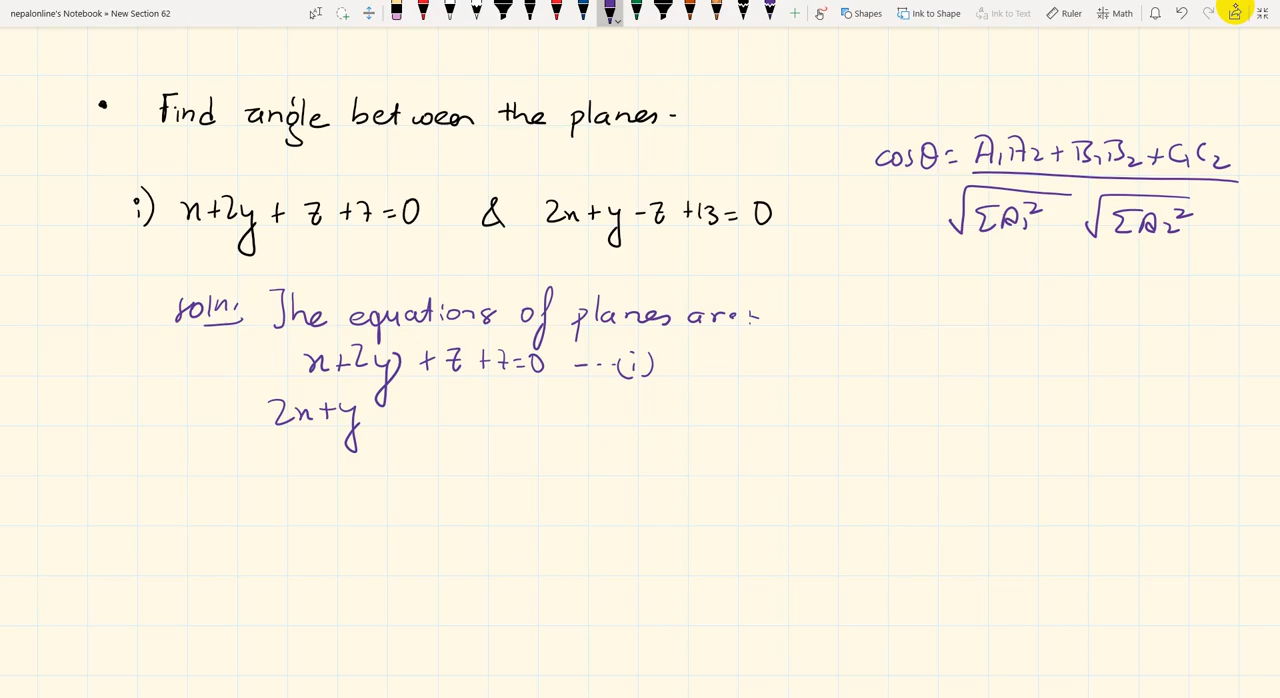 nepalonline's Notebook » New Section 62
Shapes Ink to Shape Ink to Text Ruler Math
• Find angle between the planes-
cosθ = A₁A₂ + B₁B₂ + C₁C₂
√ΣA₁² √ΣA₂²
i) x+2y + z +7=0 & 2x+y-z+13=0
soln: The equations of planes are:
x+2y + z +7=0 ---(i)
2x+y